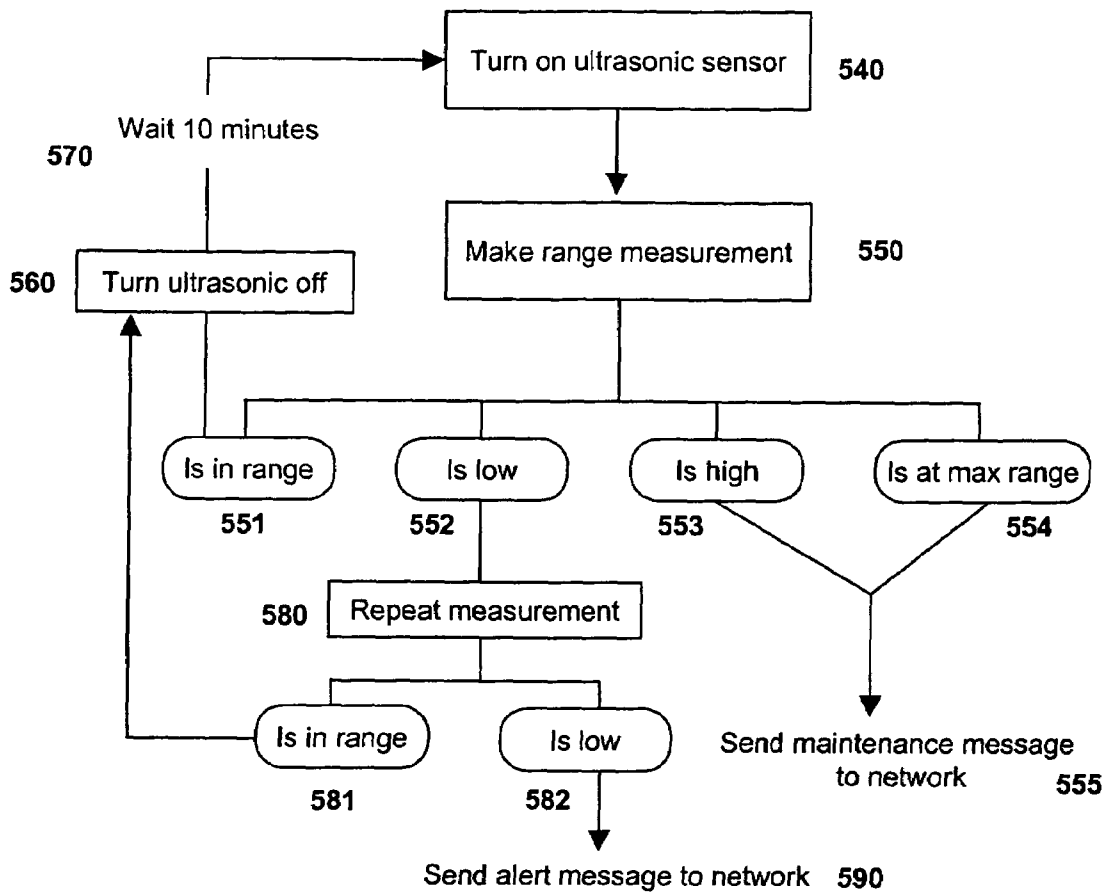 Turn on ultrasonic sensor 540
Wait 10 minutes
570
Make range measurement 550
560 Turn ultrasonic off
Is in range Is low Is high Is at max range
551 552 553 554
580 Repeat measurement
Is in range Is low
581 582
Send maintenance message
to network 555
Send alert message to network 590